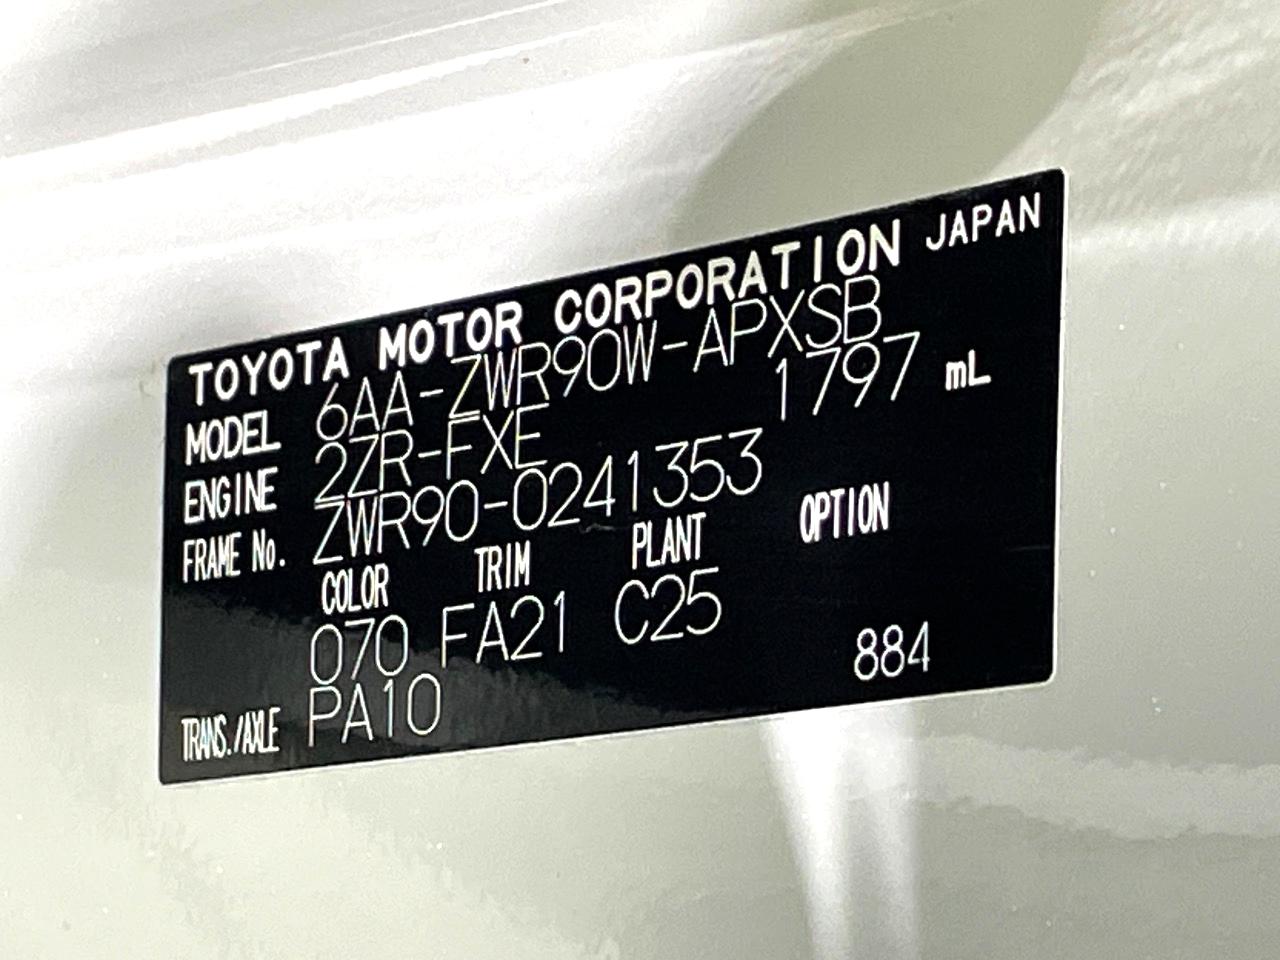 TOYOTA MOTOR CORPORATION JAPAN
MODEL 6AA-ZWR90W-APXSB
ENGINE 2ZR-FXE 1797 mL
FRAME No. ZWR90-0241353
COLOR TRIM PLANT OPTION
070 FA21 C25
TRANS./AXLE PA10 884